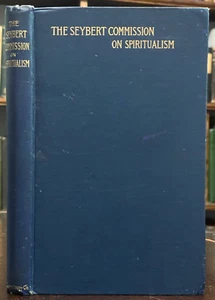 THE
SEYBERT
COMMISSION
ON
SPIRITUALISM
THE SEYBERT COMMISSION
ON SPIRITUALISM